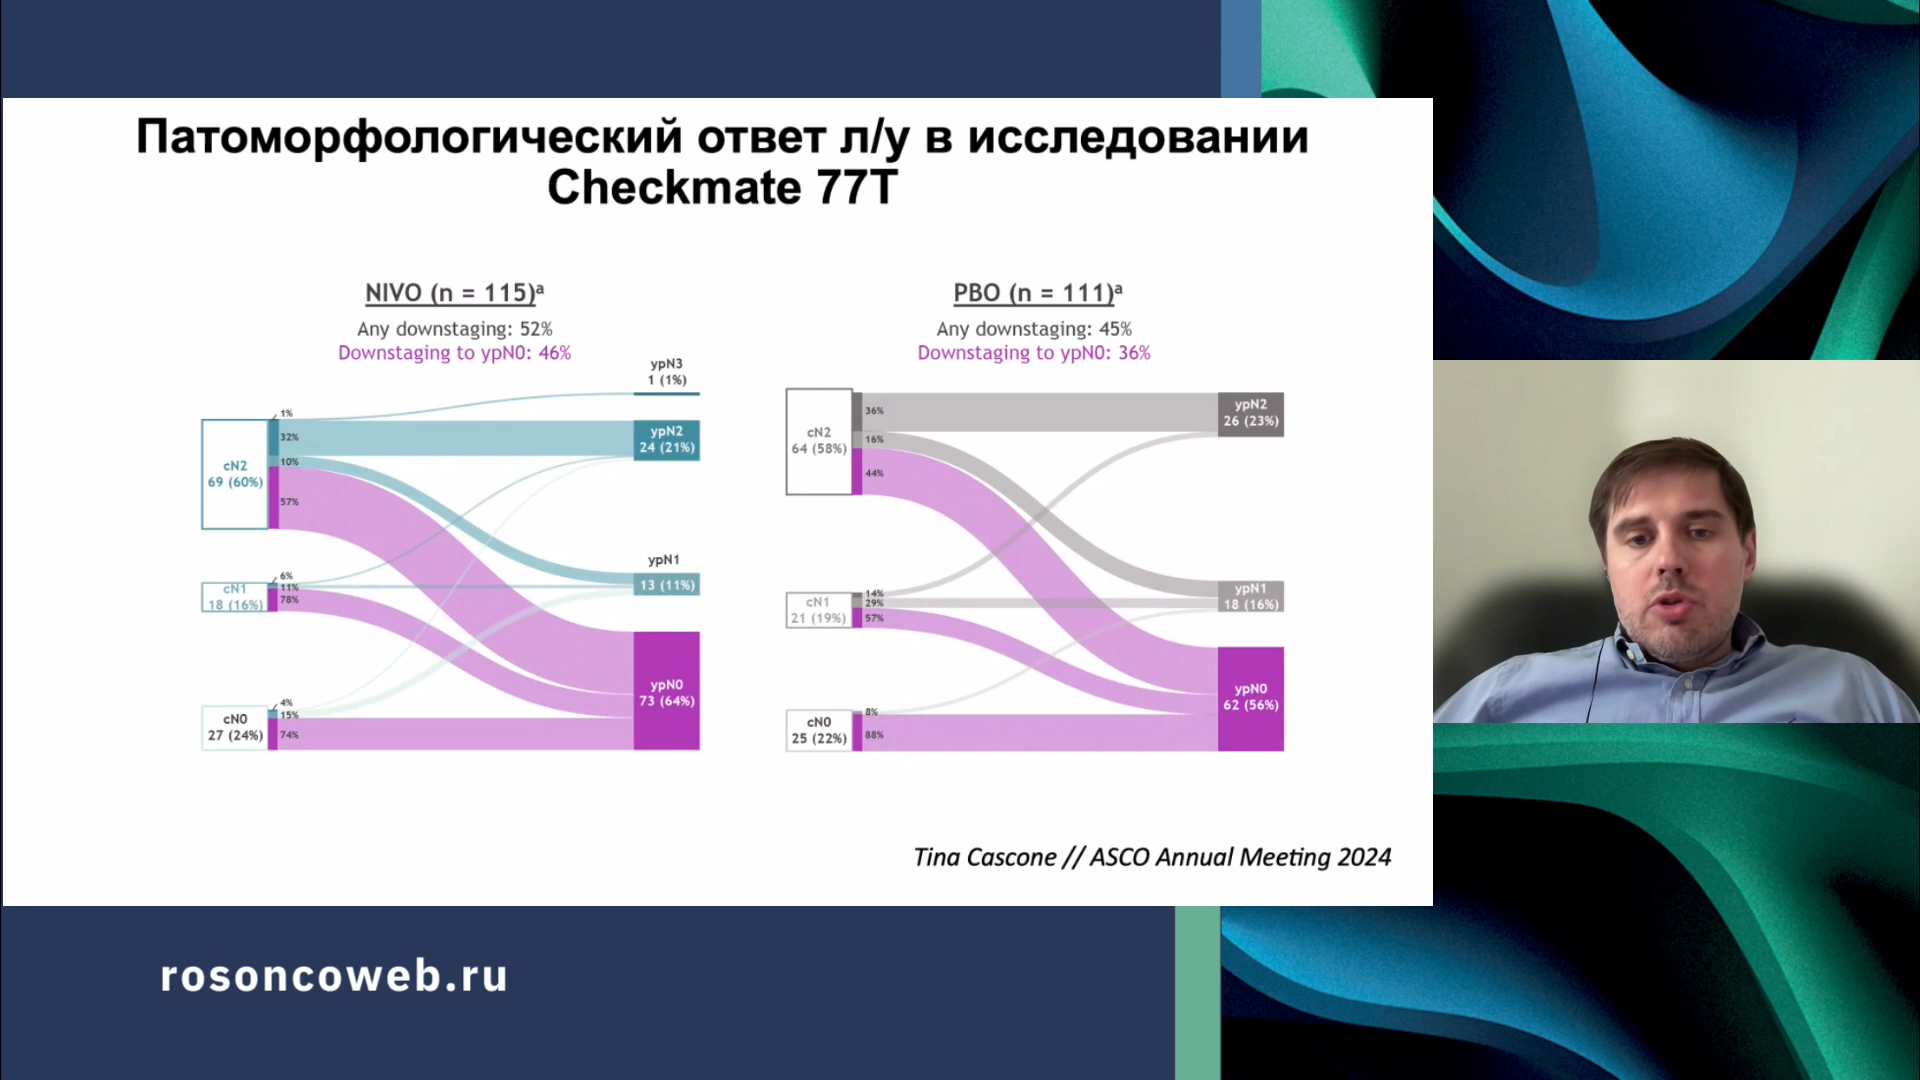 Патоморфологический ответ л/у в исследовании
Checkmate 77T
NIVO (n = 115)ᵃ
Any downstaging: 52%
Downstaging to ypN0: 46%
ypN3
1 (1%)
1%
32%
10%
57%
cN2
69 (60%)
ypN2
24 (21%)
ypN1
13 (11%)
6%
11%
78%
cN1
18 (16%)
ypN0
73 (64%)
4%
15%
74%
cN0
27 (24%)
PBO (n = 111)ᵃ
Any downstaging: 45%
Downstaging to ypN0: 36%
36%
16%
44%
cN2
64 (58%)
ypN2
26 (23%)
14%
29%
57%
cN1
21 (19%)
ypN1
18 (16%)
ypN0
62 (56%)
8%
88%
cN0
25 (22%)
Tina Cascone // ASCO Annual Meeting 2024
rosoncoweb.ru